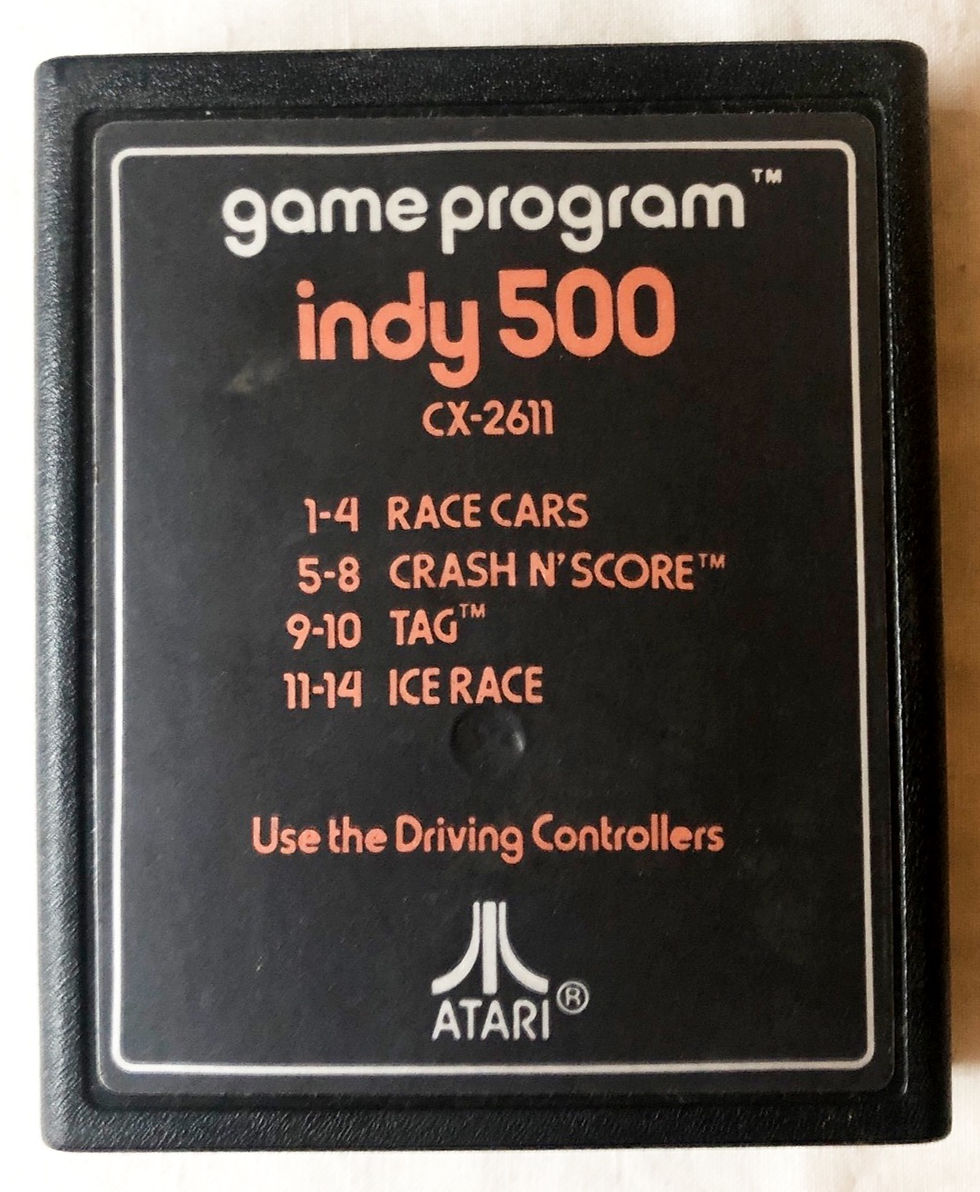 game program™
indy 500
CX-2611
1-4 RACE CARS
5-8 CRASH N' SCORE™
9-10 TAG™
11-14 ICE RACE
Use the Driving Controllers
ATARI®